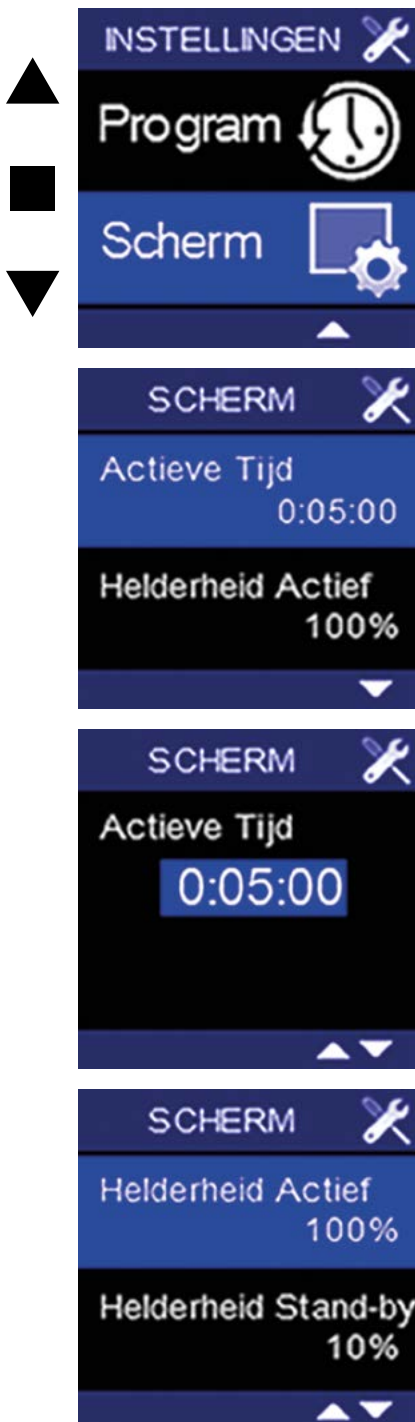 INSTELLINGEN
Program
Scherm
SCHERM
Actieve Tijd
0:05:00
Helderheid Actief
100%
SCHERM
Actieve Tijd
0:05:00
SCHERM
Helderheid Actief
100%
Helderheid Stand-by
10%